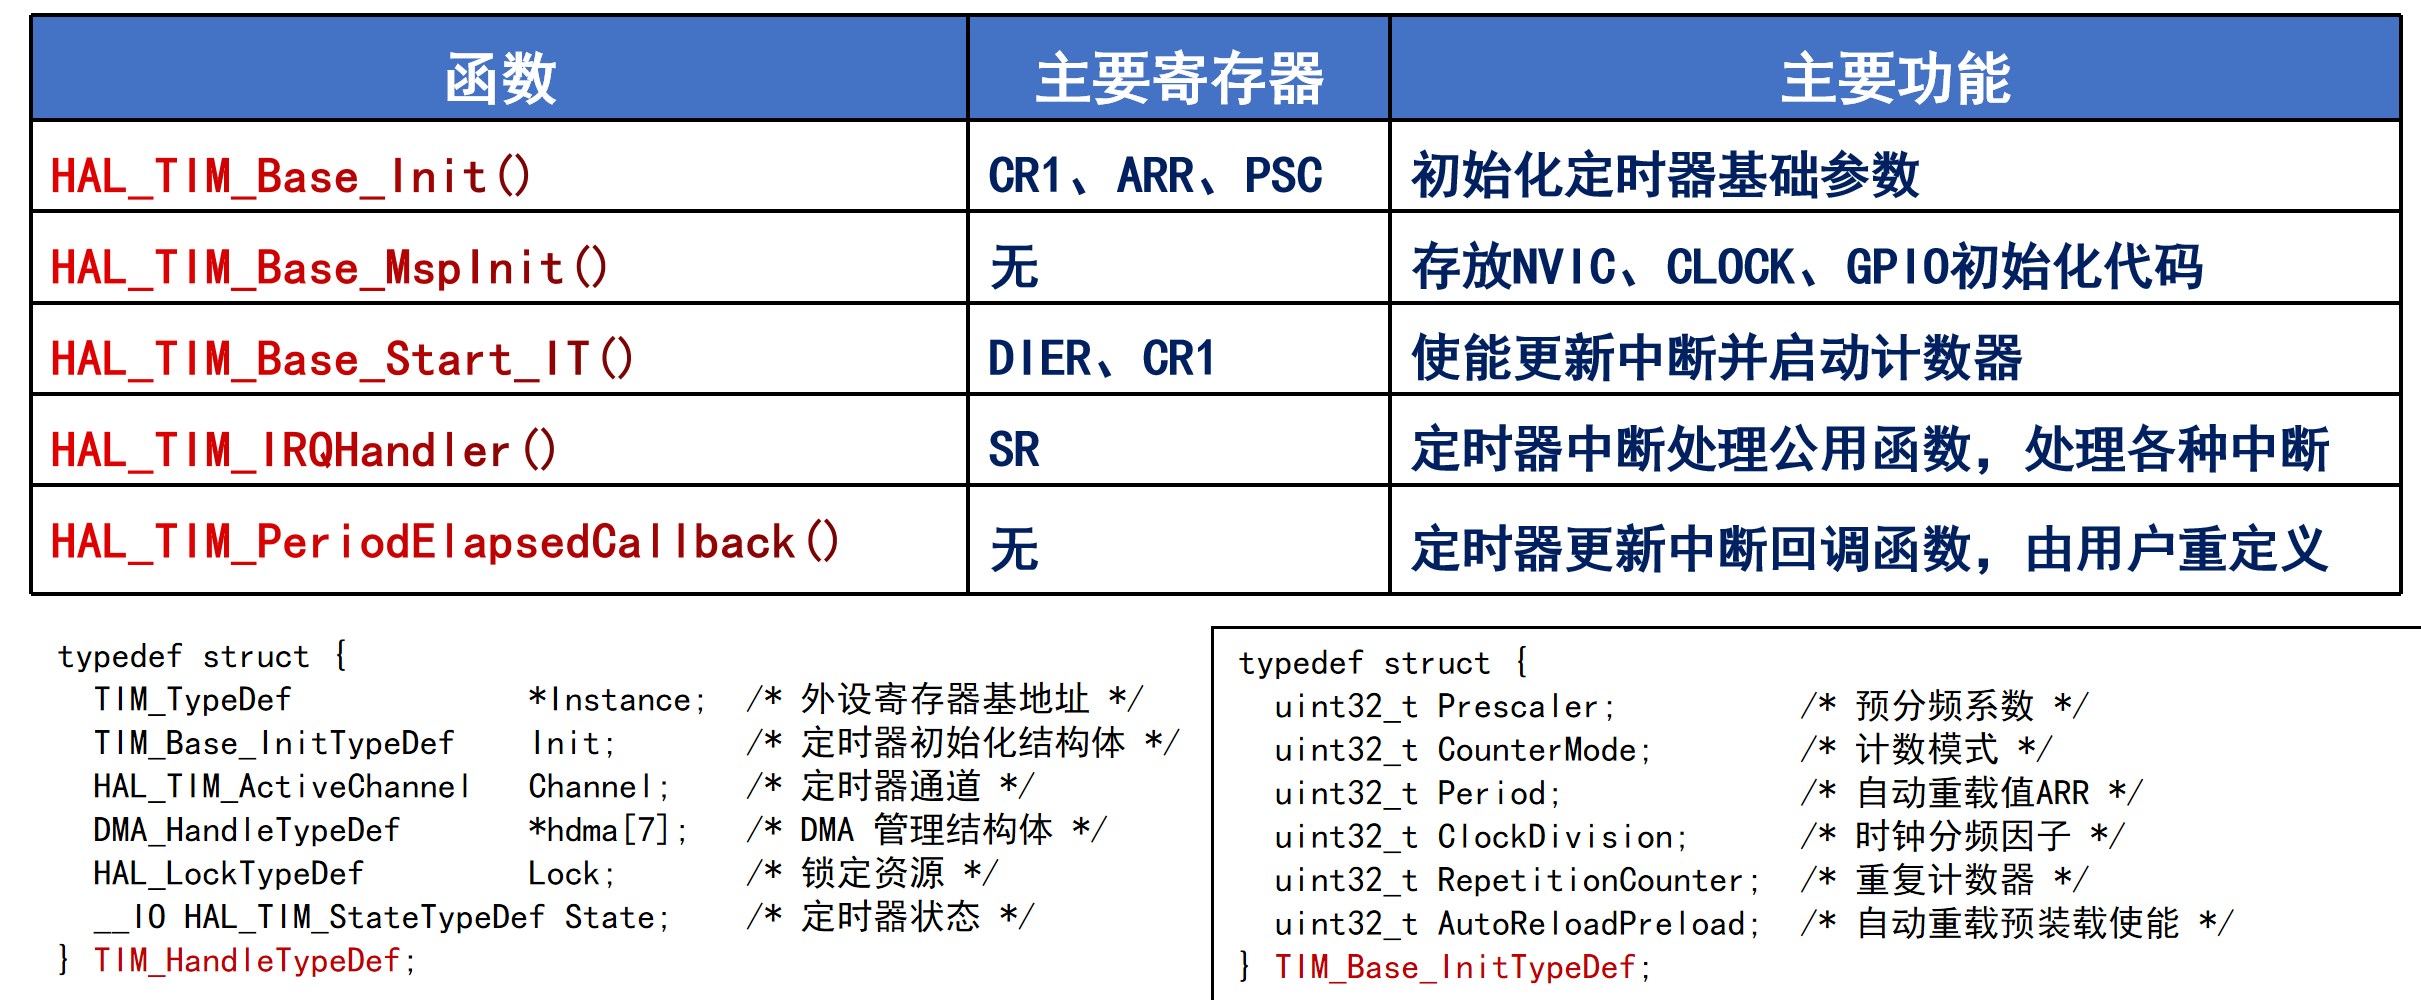 函数 主要寄存器 主要功能
HAL_TIM_Base_Init() CR1、ARR、PSC 初始化定时器基础参数
HAL_TIM_Base_MspInit() 无 存放NVIC、CLOCK、GPIO初始化代码
HAL_TIM_Base_Start_IT() DIER、CR1 使能更新中断并启动计数器
HAL_TIM_IRQHandler() SR 定时器中断处理公用函数，处理各种中断
HAL_TIM_PeriodElapsedCallback() 无 定时器更新中断回调函数，由用户重定义
typedef struct {
TIM_TypeDef *Instance; /* 外设寄存器基地址 */
TIM_Base_InitTypeDef Init; /* 定时器初始化结构体 */
HAL_TIM_ActiveChannel Channel; /* 定时器通道 */
DMA_HandleTypeDef *hdma[7]; /* DMA 管理结构体 */
HAL_LockTypeDef Lock; /* 锁定资源 */
__IO HAL_TIM_StateTypeDef State; /* 定时器状态 */
} TIM_HandleTypeDef;
typedef struct {
uint32_t Prescaler; /* 预分频系数 */
uint32_t CounterMode; /* 计数模式 */
uint32_t Period; /* 自动重载值ARR */
uint32_t ClockDivision; /* 时钟分频因子 */
uint32_t RepetitionCounter; /* 重复计数器 */
uint32_t AutoReloadPreload; /* 自动重载预装载使能 */
} TIM_Base_InitTypeDef;